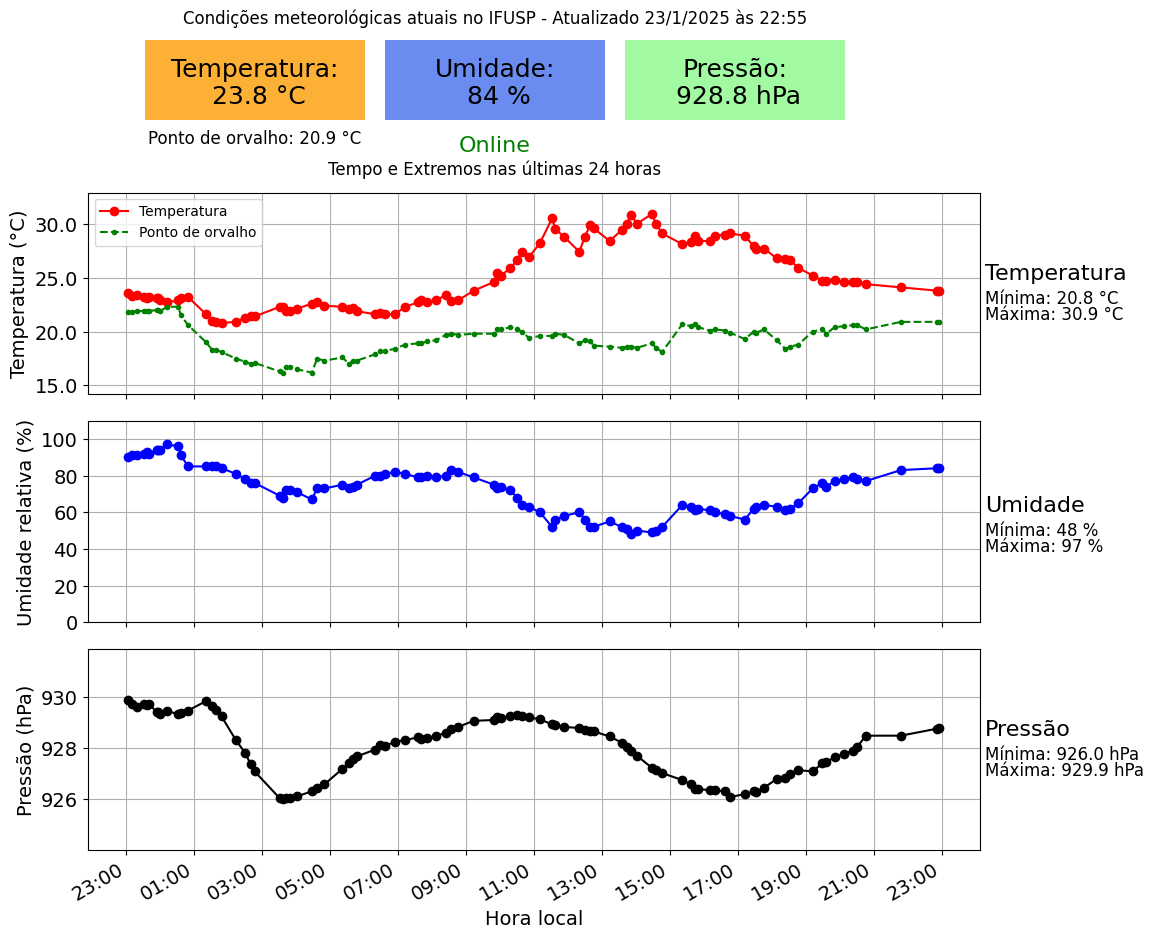 Condições meteorológicas atuais no IFUSP - Atualizado 23/1/2025 às 22:55
Temperatura:
23.8 °C
Umidade:
84 %
Pressão:
928.8 hPa
Ponto de orvalho: 20.9 °C
Online
Tempo e Extremos nas últimas 24 horas
Temperatura (°C)
30.0
25.0
20.0
15.0
Temperatura
Ponto de orvalho
Temperatura
Mínima: 20.8 °C
Máxima: 30.9 °C
Umidade relativa (%)
100
80
60
40
20
0
Umidade
Mínima: 48 %
Máxima: 97 %
Pressão (hPa)
930
928
926
Pressão
Mínima: 926.0 hPa
Máxima: 929.9 hPa
23:00 01:00 03:00 05:00 07:00 09:00 11:00 13:00 15:00 17:00 19:00 21:00 23:00
Hora local